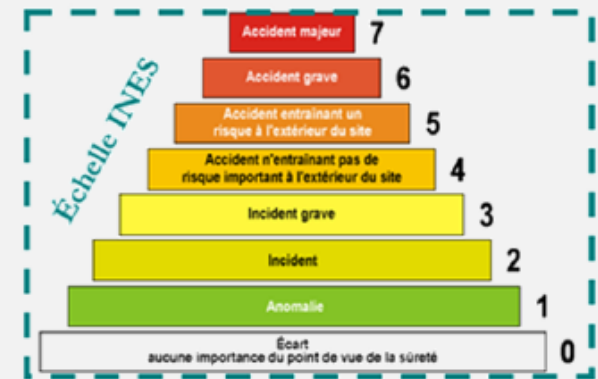 Échelle INES
Accident majeur 7
Accident grave 6
Accident entraînant un
risque à l'extérieur du site 5
Accident n'entraînant pas de
risque important à l'extérieur du site 4
Incident grave 3
Incident 2
Anomalie 1
Écart
aucune importance du point de vue de la sûreté 0